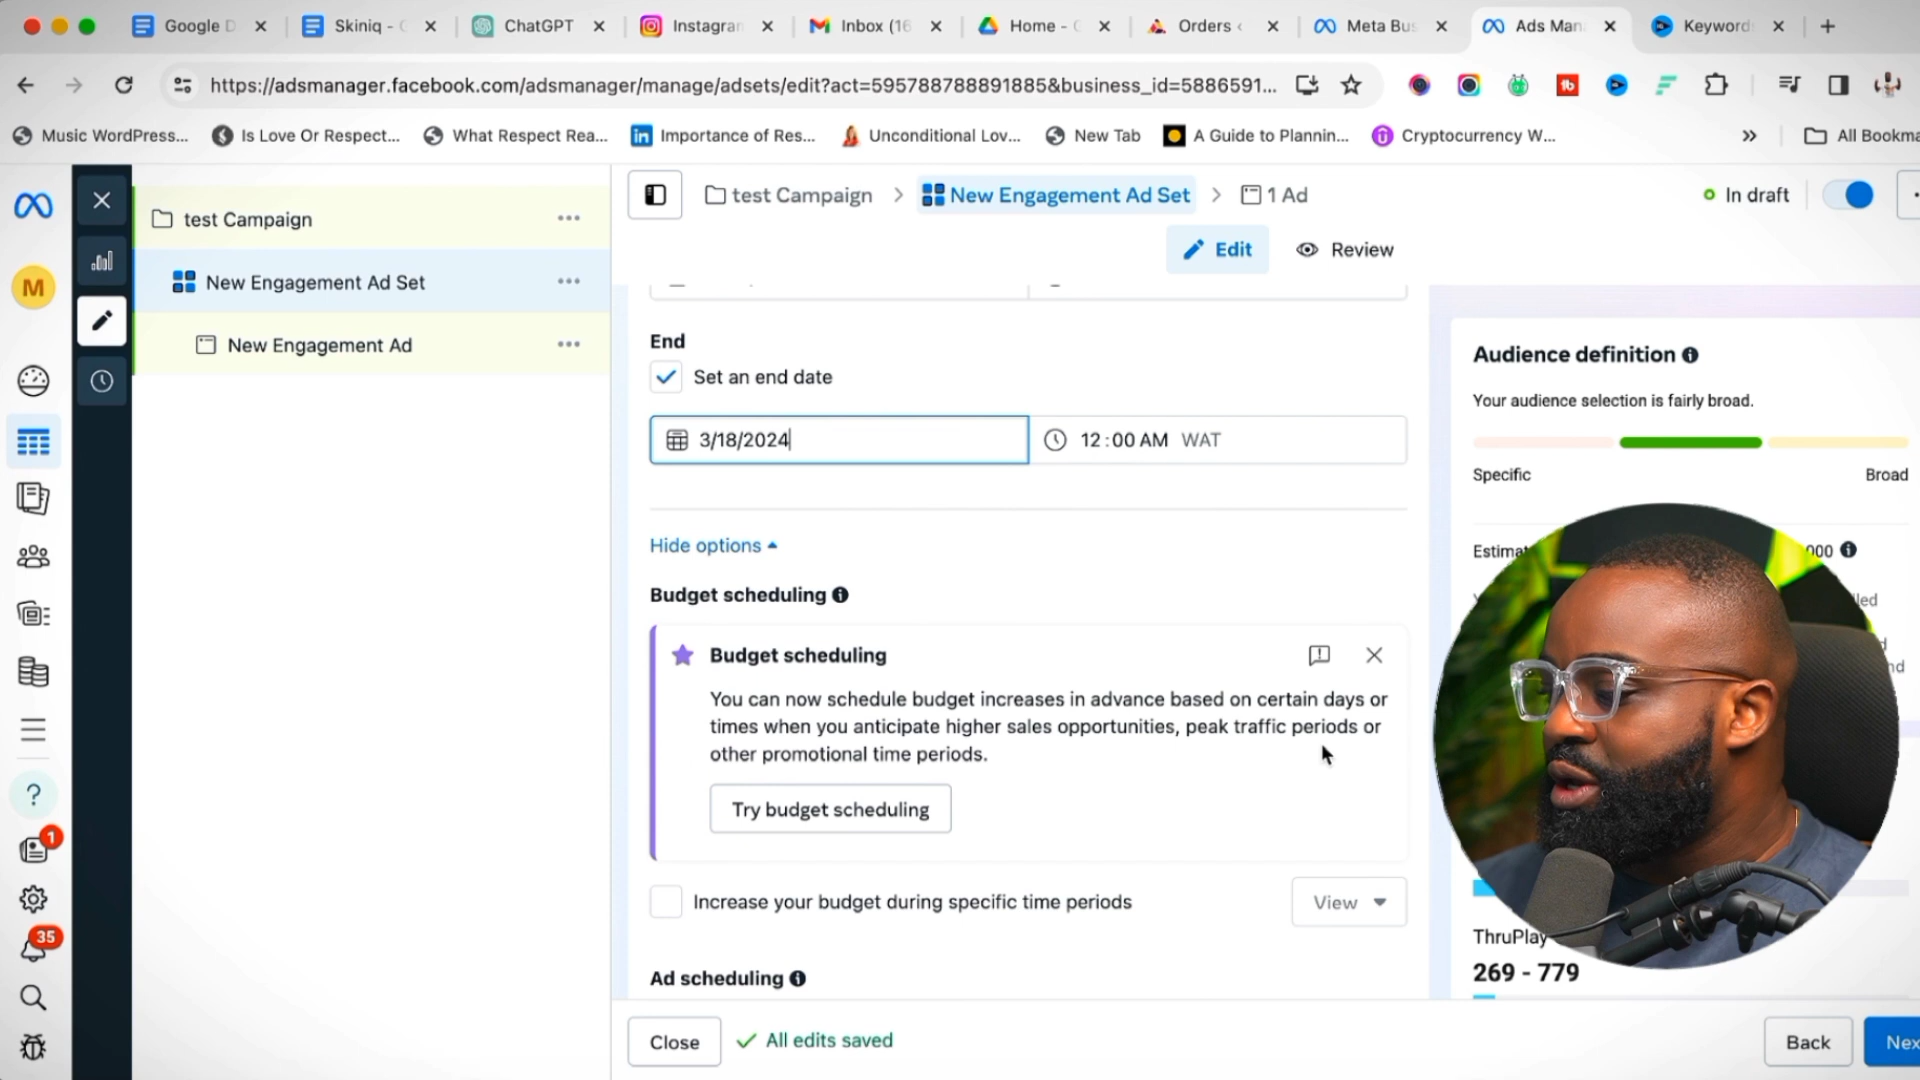 Google D
Skiniq - 
ChatGPT
Instagram
Inbox (16
Home - 
Orders ‹
Meta Bus
Ads Man
Keyword
https://adsmanager.facebook.com/adsmanager/manage/adsets/edit?act=595788788891885&business_id=5886591...
Music WordPress...
Is Love Or Respect...
What Respect Rea...
Importance of Res...
Unconditional Lov...
New Tab
A Guide to Plannin...
Cryptocurrency W...
»
All Bookma
test Campaign
New Engagement Ad Set
New Engagement Ad
M
1
35
test Campaign > New Engagement Ad Set > 1 Ad
In draft
Edit
Review
End
Set an end date
3/18/2024
12:00 AM WAT
Hide options
Budget scheduling
Budget scheduling
You can now schedule budget increases in advance based on certain days or
times when you anticipate higher sales opportunities, peak traffic periods or
other promotional time periods.
Try budget scheduling
Increase your budget during specific time periods
View
Ad scheduling
Close
All edits saved
Back
Nex
Audience definition
Your audience selection is fairly broad.
Specific
Broad
Estima
000
ThruPlay
269 - 779